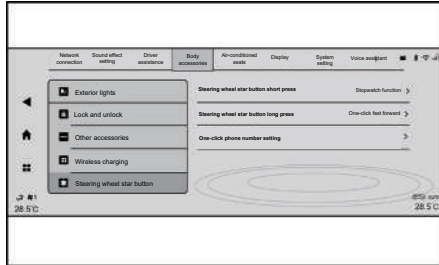 Network connection
Sound effect setting
Driver assistance
Body accessories
Air-conditioned seats
Display
System setting
Voice assistant
Exterior lights
Lock and unlock
Other accessories
Wireless charging
Steering wheel star button
Steering wheel star button short press
Stopwatch function
Steering wheel star button long press
One-click fast forward
One-click phone number setting
1
28.5°C
28.5°C